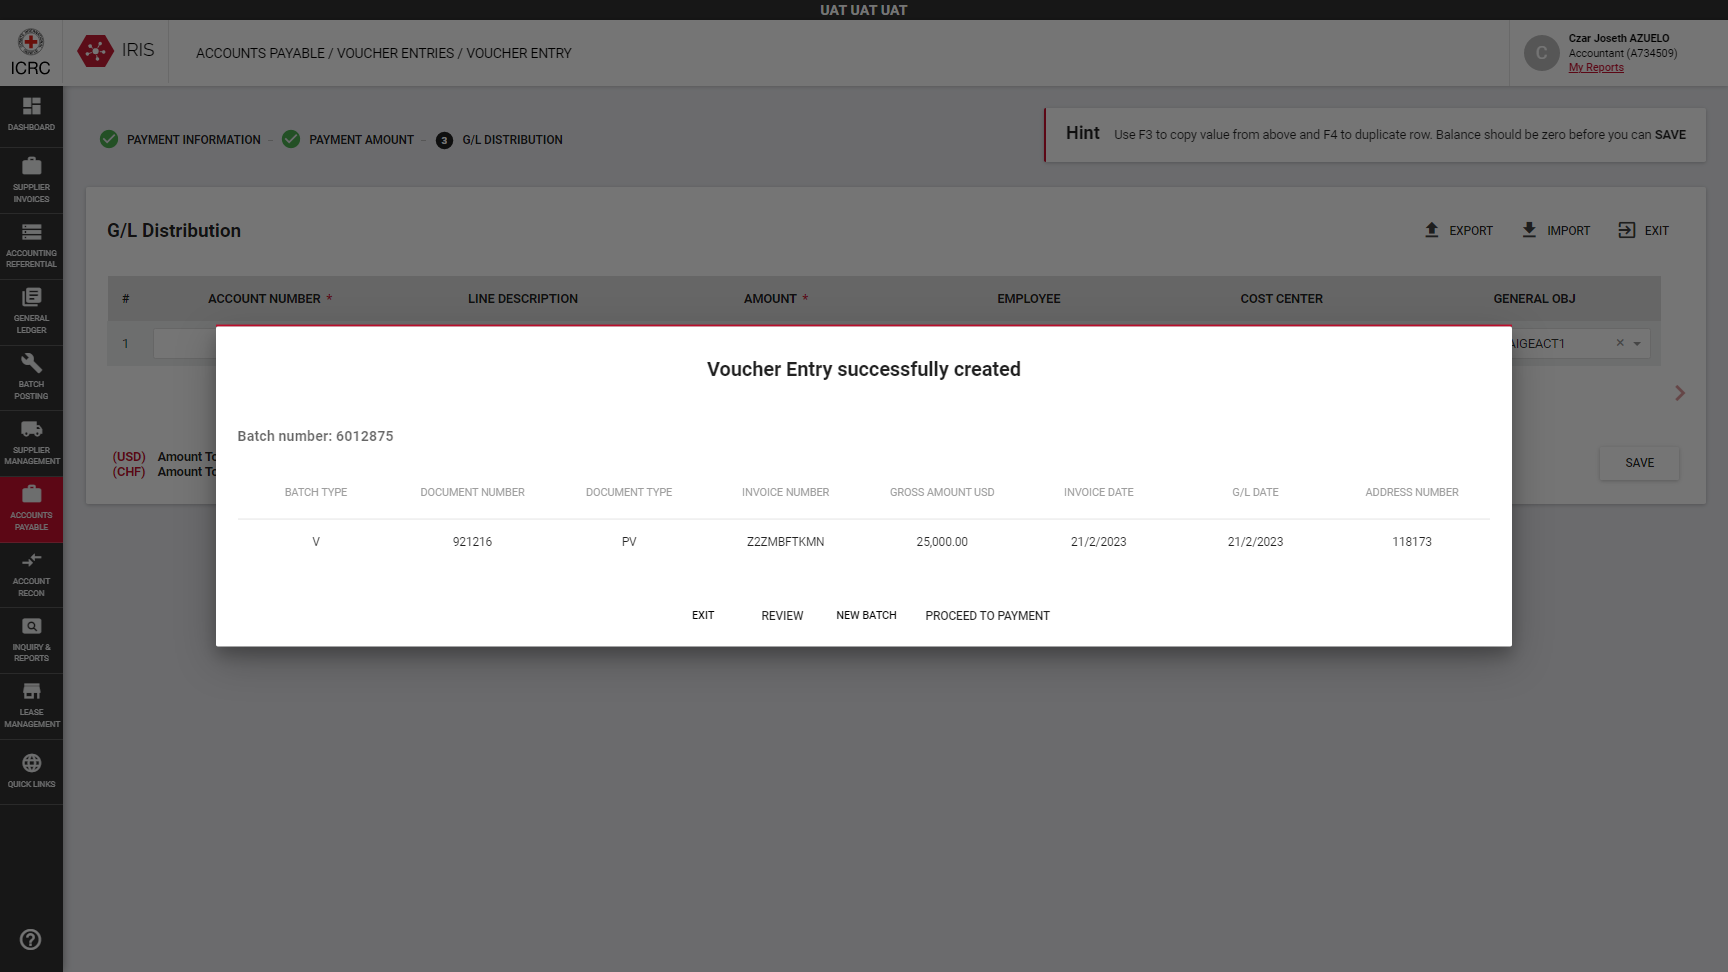 UAT UAT UAT
ICRC
IRIS
ACCOUNTS PAYABLE / VOUCHER ENTRIES / VOUCHER ENTRY
C
Czar Joseth AZUELO
Accountant (A734509)
My Reports
DASHBOARD
SUPPLIER
INVOICES
ACCOUNTING
REFERENTIAL
GENERAL
LEDGER
BATCH
POSTING
SUPPLIER
MANAGEMENT
ACCOUNTS
PAYABLE
ACCOUNT
RECON
INQUIRY &
REPORTS
LEASE
MANAGEMENT
QUICK LINKS
PAYMENT INFORMATION
PAYMENT AMOUNT
3 G/L DISTRIBUTION
Hint Use F3 to copy value from above and F4 to duplicate row. Balance should be zero before you can SAVE
G/L Distribution
EXPORT IMPORT EXIT
# ACCOUNT NUMBER * LINE DESCRIPTION AMOUNT * EMPLOYEE COST CENTER GENERAL OBJ
1 AIGEACT1 ×
(USD) Amount To
(CHF) Amount To
SAVE
Voucher Entry successfully created
Batch number: 6012875
BATCH TYPE DOCUMENT NUMBER DOCUMENT TYPE INVOICE NUMBER GROSS AMOUNT USD INVOICE DATE G/L DATE ADDRESS NUMBER
V 921216 PV Z2ZMBFTKMN 25,000.00 21/2/2023 21/2/2023 118173
EXIT REVIEW NEW BATCH PROCEED TO PAYMENT